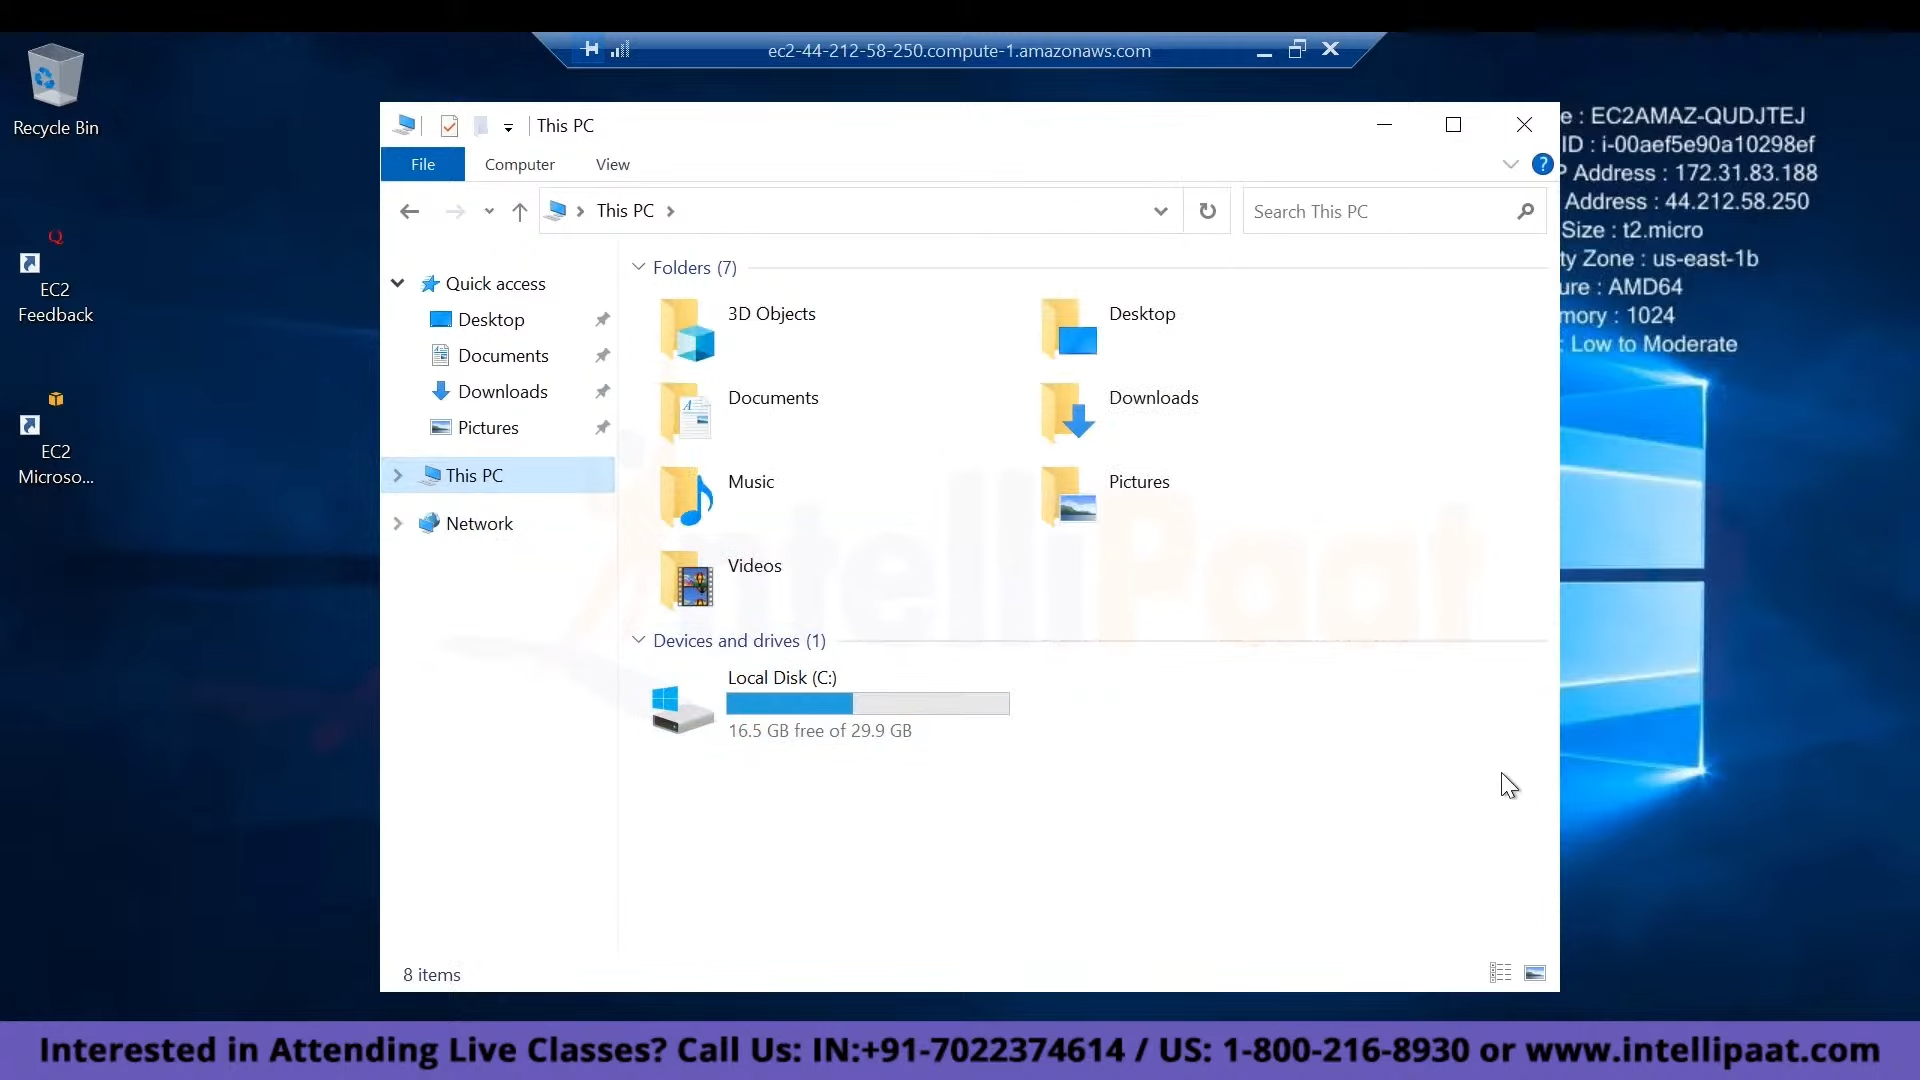 ec2-44-212-58-250.compute-1.amazonaws.com
Recycle Bin
EC2
Feedback
EC2
Microso...
This PC
File
Computer
View
This PC
Search This PC
Quick access
Desktop
Documents
Downloads
Pictures
This PC
Network
Folders (7)
3D Objects
Desktop
Documents
Downloads
Music
Pictures
Videos
Devices and drives (1)
Local Disk (C:)
16.5 GB free of 29.9 GB
8 items
e : EC2AMAZ-QUDJTEJ
ID : i-00aef5e90a10298ef
P Address : 172.31.83.188
Address : 44.212.58.250
Size : t2.micro
ty Zone : us-east-1b
ure : AMD64
mory : 1024
: Low to Moderate
intelliPaat
Interested in Attending Live Classes? Call Us: IN:+91-7022374614 / US: 1-800-216-8930 or www.intellipaat.com